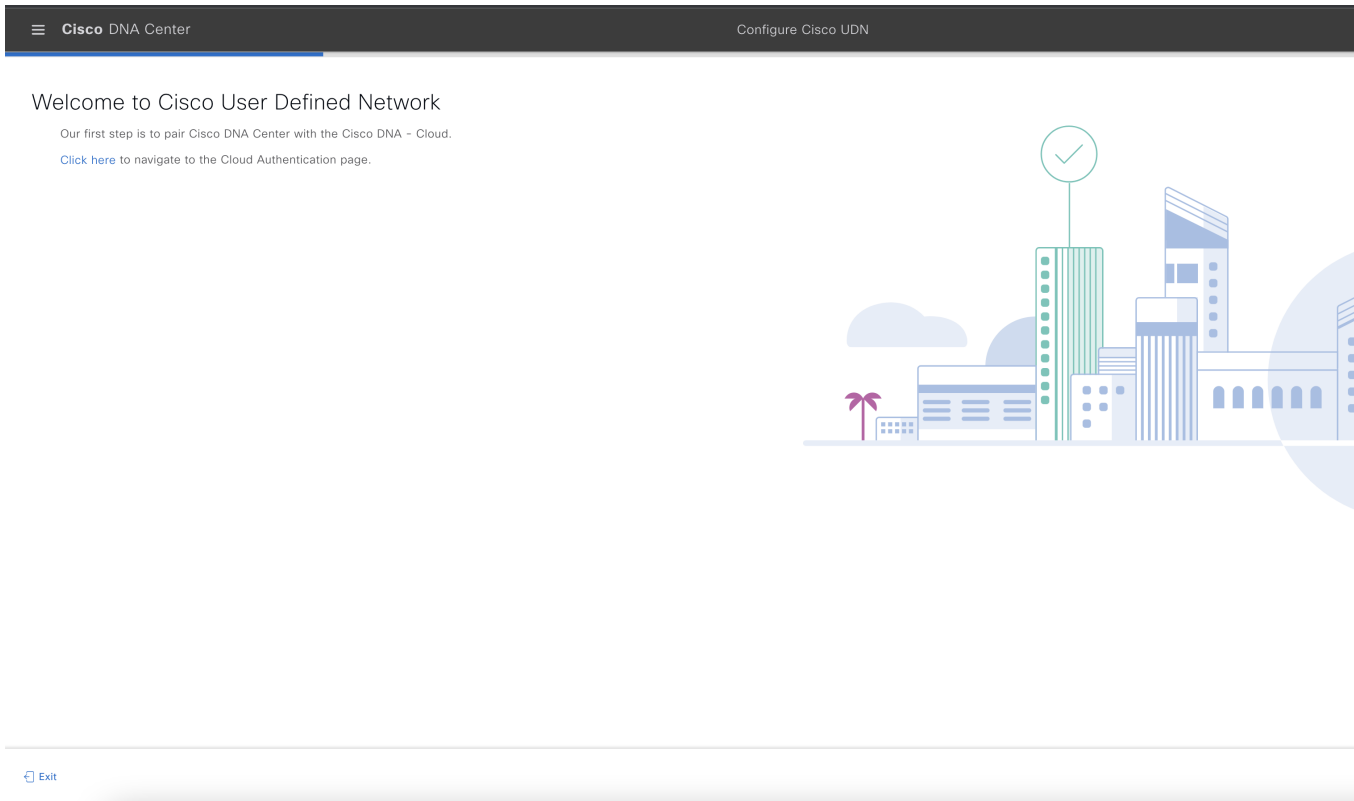 Cisco DNA Center
Configure Cisco UDN
Welcome to Cisco User Defined Network
Our first step is to pair Cisco DNA Center with the Cisco DNA - Cloud.
Click here to navigate to the Cloud Authentication page.
Exit